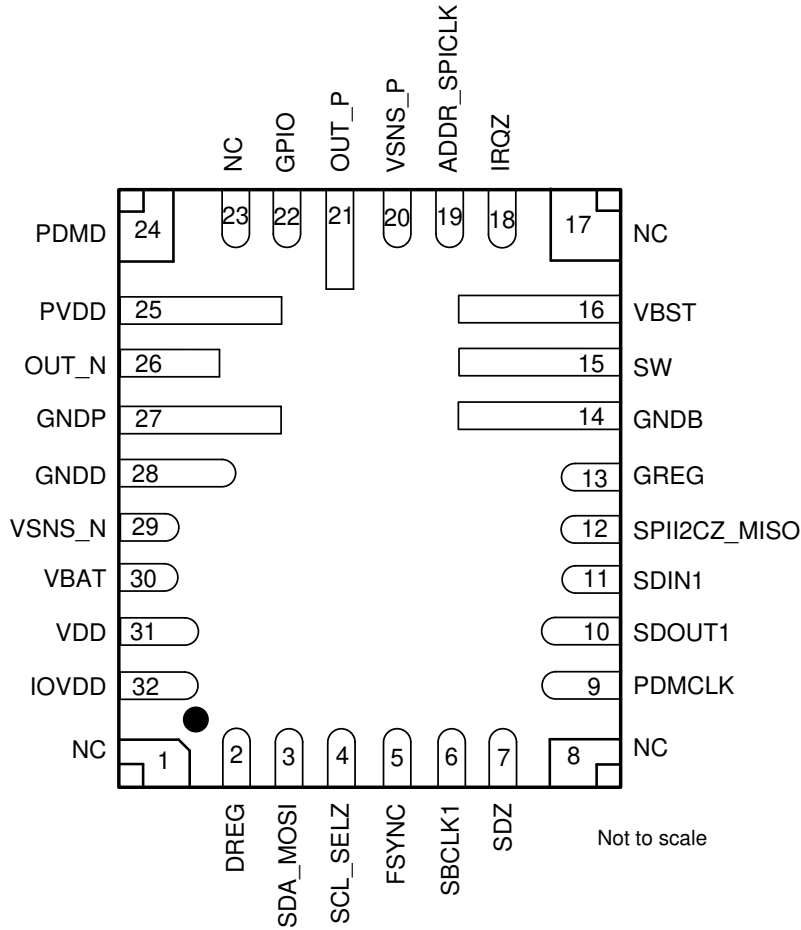 NC
GPIO
OUT_P
VSNS_P
ADDR_SPICLK
IRQZ
23
22
21
20
19
18
PDMD 24
17 NC
PVDD 25
16 VBST
OUT_N 26
15 SW
GNDP 27
14 GNDB
GNDD 28
13 GREG
VSNS_N 29
12 SPII2CZ_MISO
VBAT 30
11 SDIN1
VDD 31
10 SDOUT1
IOVDD 32
9 PDMCLK
NC 1
8 NC
2
3
4
5
6
7
DREG
SDA_MOSI
SCL_SELZ
FSYNC
SBCLK1
SDZ
Not to scale